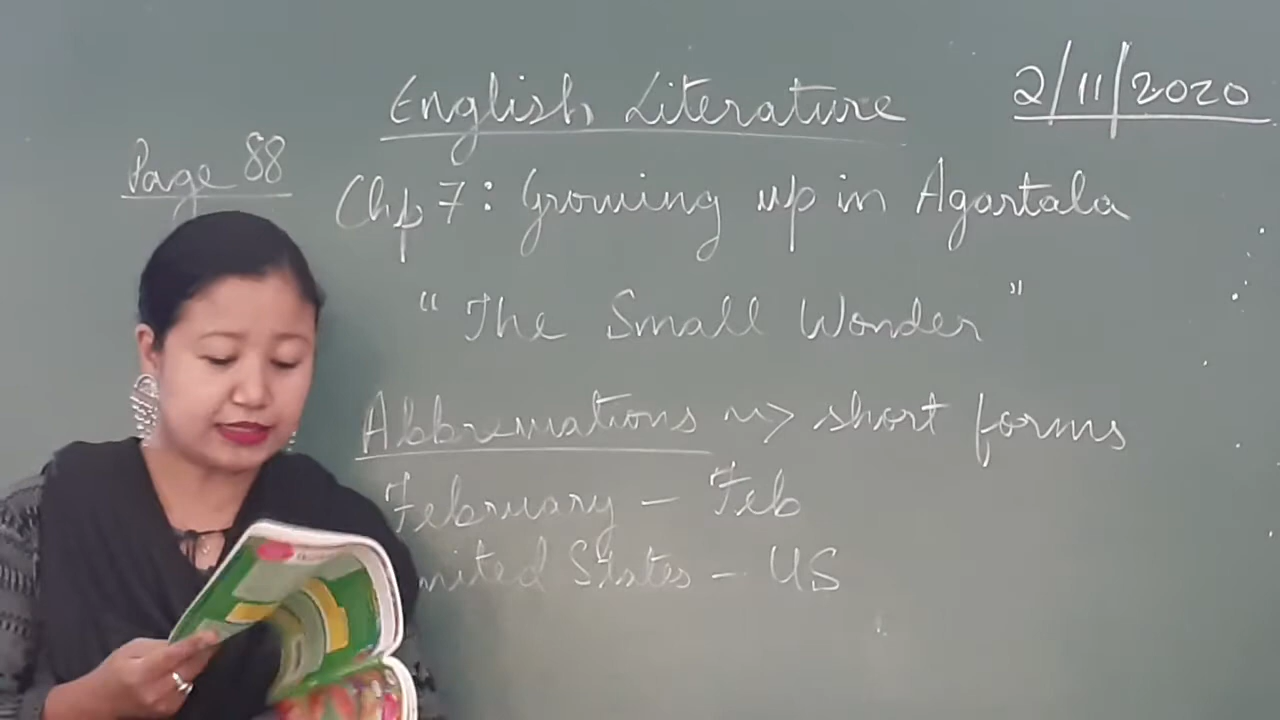 English Literature
2/11/2020
Page 88
Chp 7: Growing up in Agartala
"The Small Wonder"
Abbreviations ~> short forms
February - Feb
United States - US